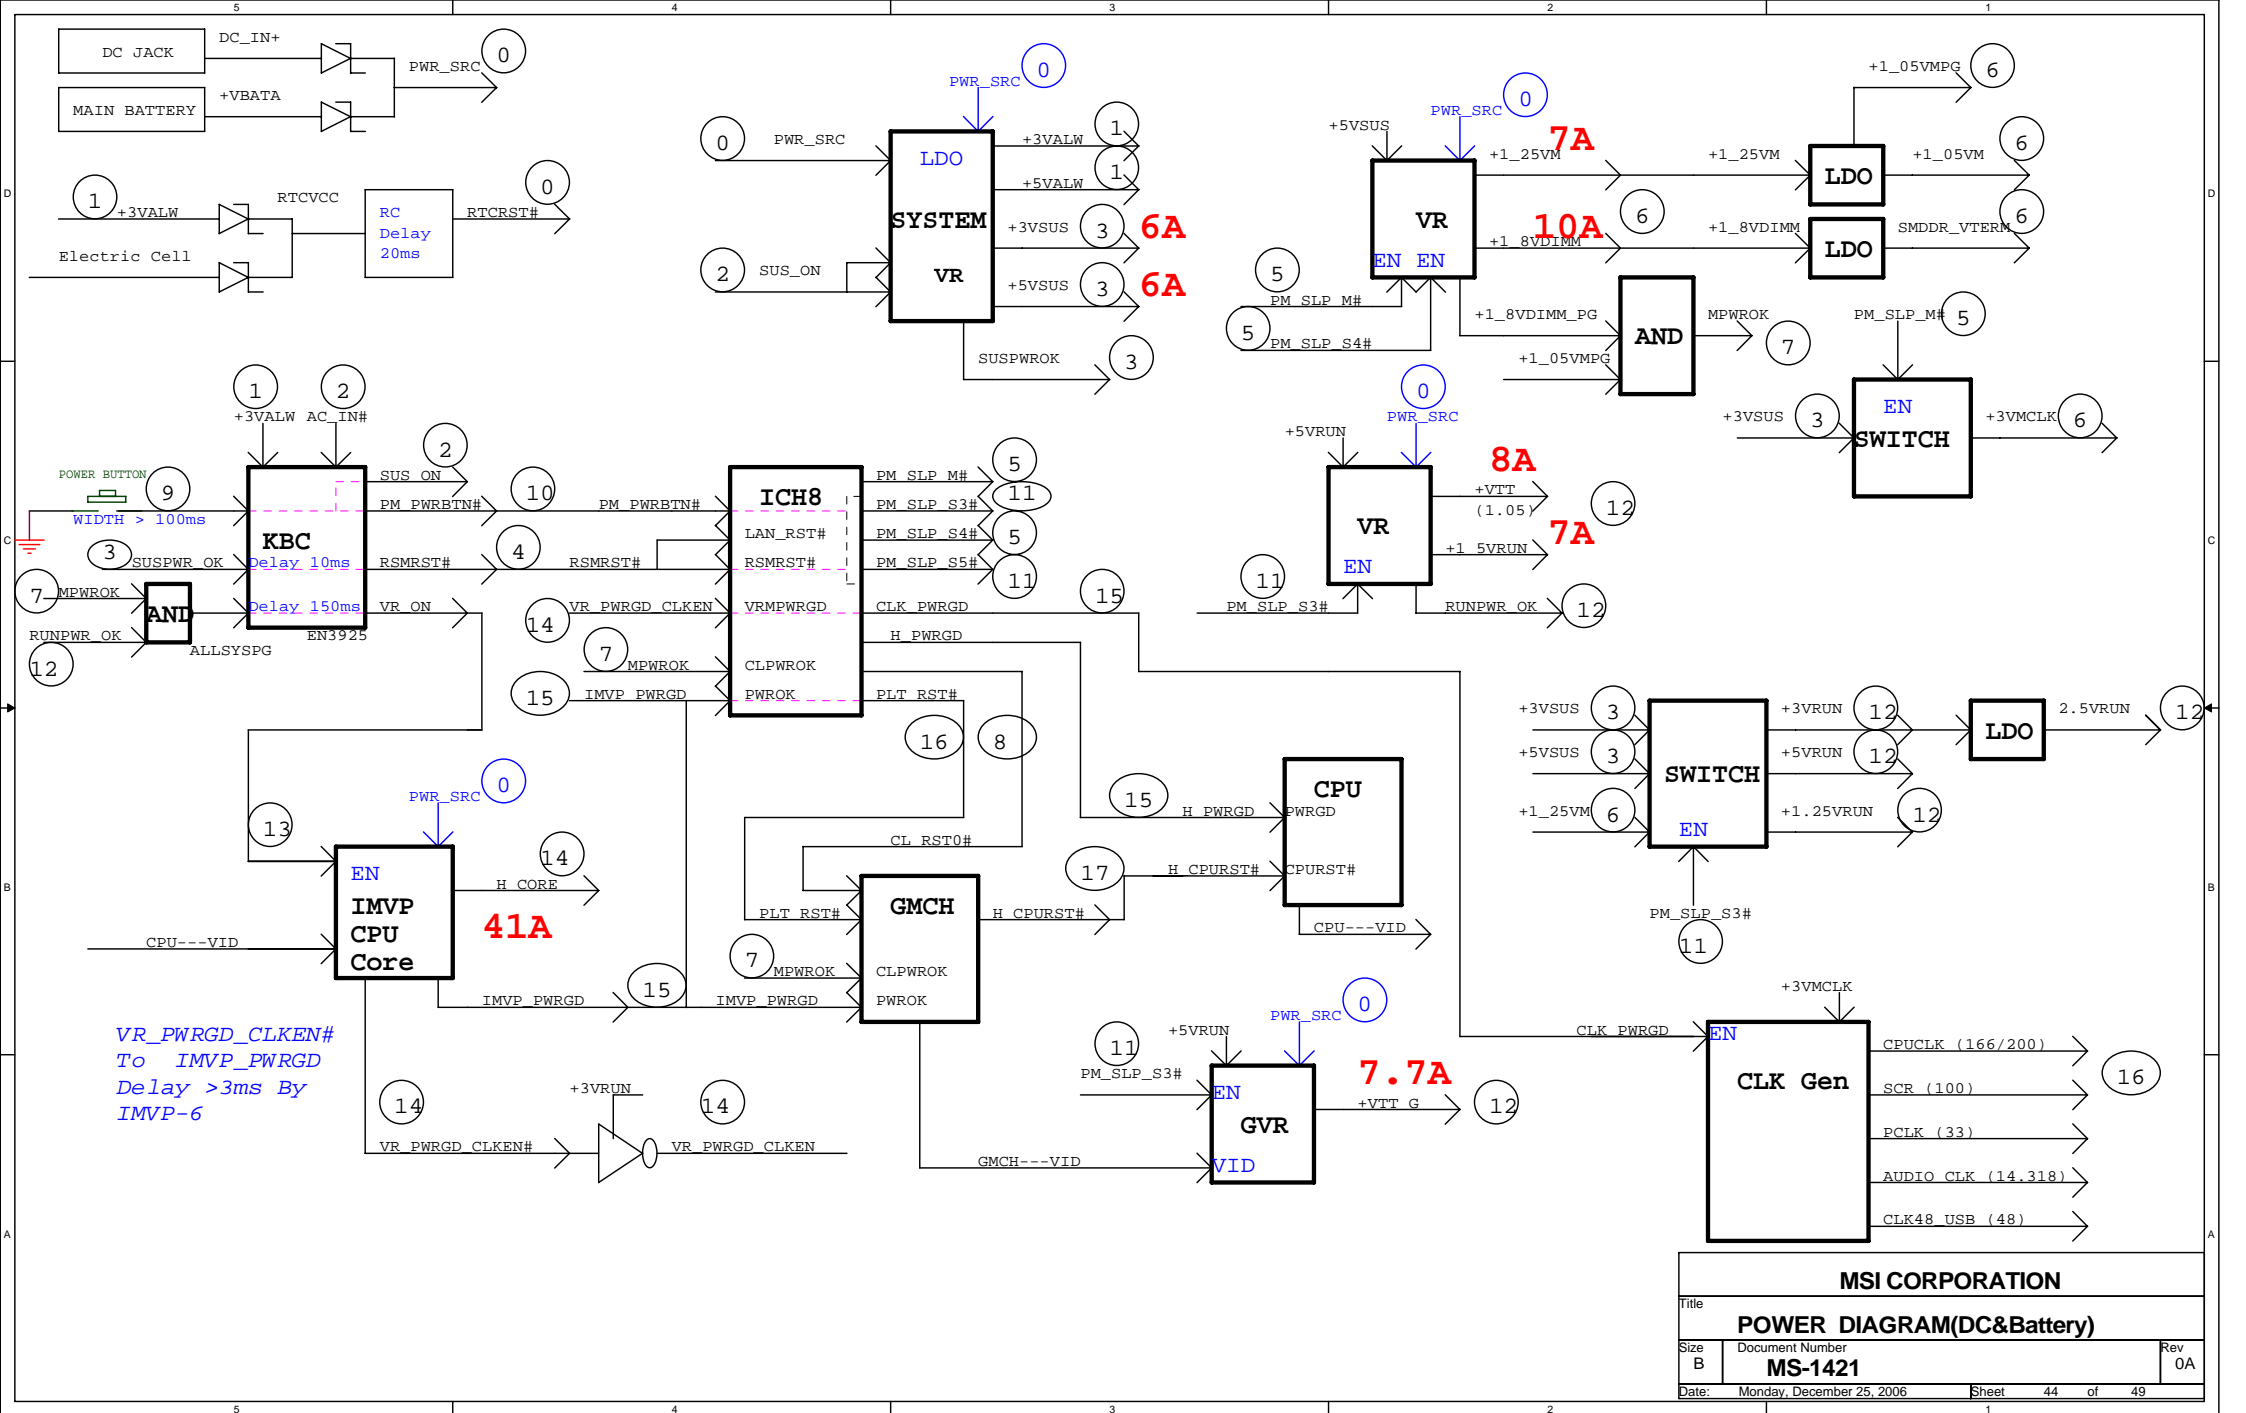 5 4 3 2 1
DC JACK
DC_IN+
PWR_SRC
0
MAIN BATTERY
+VBATA
1
+3VALW
RTCVCC
RC
Delay
20ms
0
RTCRST#
Electric Cell
PWR_SRC
0
0
PWR_SRC
LDO
SYSTEM
VR
+3VALW
1
+5VALW
1
+3VSUS
3
6A
+5VSUS
3
6A
2
SUS_ON
SUSPWROK
3
+5VSUS
PWR_SRC
0
VR
EN EN
7A
+1_25VM
10A
+1_8VDIMM
6
5
PM_SLP_M#
5
PM_SLP_S4#
+1_25VM
LDO
+1_05VMPG
6
+1_05VM
6
+1_8VDIMM
LDO
SMDDR_VTERM
6
+1_8VDIMM_PG
+1_05VMPG
AND
MPWROK
7
PM_SLP_M#
5
+3VSUS
3
EN
SWITCH
+3VMCLK
6
D
D
1
2
+3VALW
AC_IN#
POWER BUTTON
9
WIDTH > 100ms
KBC
Delay 10ms
Delay 150ms
EN3925
SUS_ON
2
PM_PWRBTN#
10
RSMRST#
4
VR_ON
3
SUSPWR_OK
7
MPWROK
AND
RUNPWR_OK
12
ALLSYSPG
PM_PWRBTN#
RSMRST#
14
VR_PWRGD_CLKEN
7
MPWROK
15
IMVP_PWRGD
ICH8
LAN_RST#
RSMRST#
VRMPWRGD
CLPWROK
PWROK
PM_SLP_M#
5
PM_SLP_S3#
11
PM_SLP_S4#
5
PM_SLP_S5#
11
CLK_PWRGD
15
H_PWRGD
PLT_RST#
16
8
+5VRUN
0
PWR_SRC
VR
EN
8A
+VTT
(1.05)
12
7A
+1_5VRUN
11
PM_SLP_S3#
RUNPWR_OK
12
C
C
+3VSUS
3
+5VSUS
3
+1_25VM
6
SWITCH
EN
PM_SLP_S3#
11
+3VRUN
12
+5VRUN
12
+1.25VRUN
12
LDO
2.5VRUN
12
PWR_SRC
0
13
EN
IMVP
CPU
Core
CPU---VID
14
H_CORE
41A
IMVP_PWRGD
15
IMVP_PWRGD
CL_RST0#
PLT_RST#
7
MPWROK
GMCH
CLPWROK
PWROK
H_CPURST#
17
H_CPURST#
15
H_PWRGD
CPU
PWRGD
CPURST#
CPU---VID
B
B
VR_PWRGD_CLKEN#
To IMVP_PWRGD
Delay >3ms By
IMVP-6
14
VR_PWRGD_CLKEN#
+3VRUN
14
VR_PWRGD_CLKEN
GMCH---VID
11
PM_SLP_S3#
+5VRUN
PWR_SRC
0
EN
GVR
VID
7.7A
+VTT_G
12
+3VMCLK
CLK_PWRGD
EN
CLK Gen
CPUCLK (166/200)
SCR (100)
PCLK (33)
AUDIO CLK (14.318)
CLK48_USB (48)
16
A
A
MSI CORPORATION
Title
POWER DIAGRAM(DC&Battery)
Size
B
Document Number
MS-1421
Rev
0A
Date: Monday, December 25, 2006 Sheet 44 of 49
5 4 3 2 1